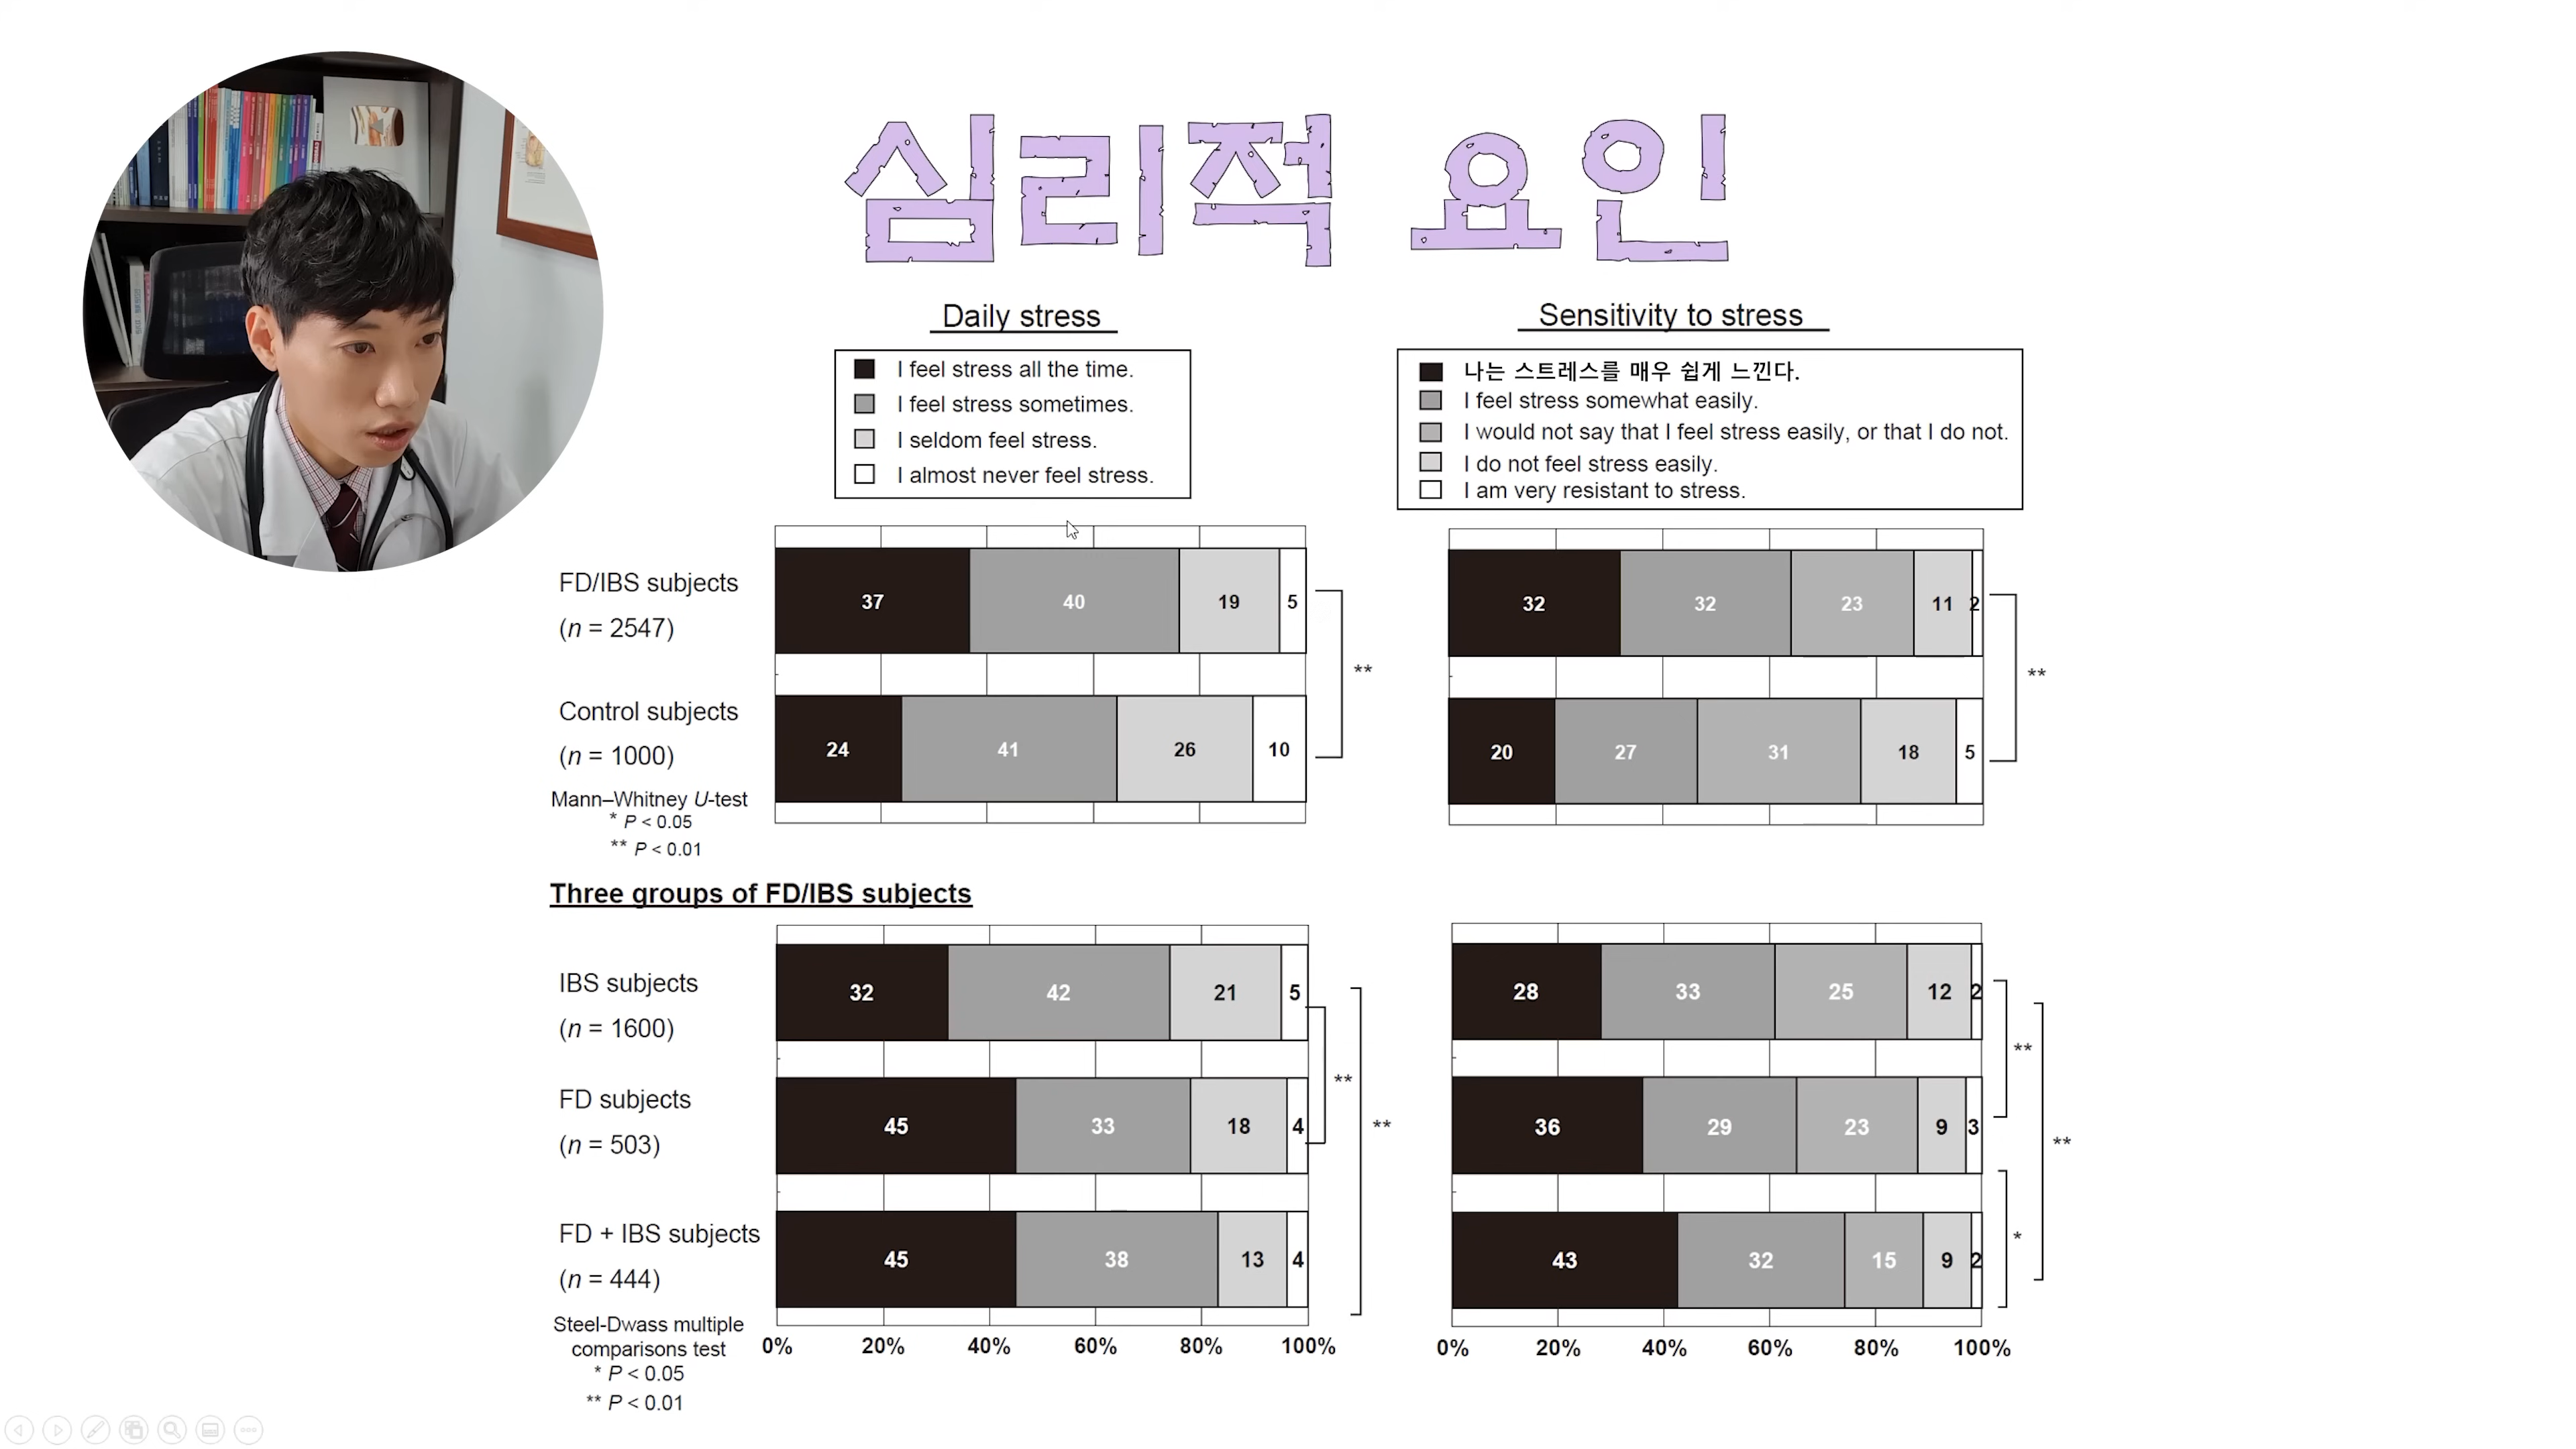 심리적 요인
Daily stress
I feel stress all the time.
I feel stress sometimes.
I seldom feel stress.
I almost never feel stress.
Sensitivity to stress
나는 스트레스를 매우 쉽게 느낀다.
I feel stress somewhat easily.
I would not say that I feel stress easily, or that I do not.
I do not feel stress easily.
I am very resistant to stress.
FD/IBS subjects
(n = 2547)
37 40 19 5
**
32 32 23 11 2
**
Control subjects
(n = 1000)
24 41 26 10
20 27 31 18 5
Mann–Whitney U-test
* P < 0.05
** P < 0.01
Three groups of FD/IBS subjects
IBS subjects
(n = 1600)
32 42 21 5
28 33 25 12 2
FD subjects
(n = 503)
45 33 18 4
**
**
36 29 23 9 3
**
**
FD + IBS subjects
(n = 444)
45 38 13 4
43 32 15 9 2
*
0% 20% 40% 60% 80% 100%
0% 20% 40% 60% 80% 100%
Steel-Dwass multiple
comparisons test
* P < 0.05
** P < 0.01